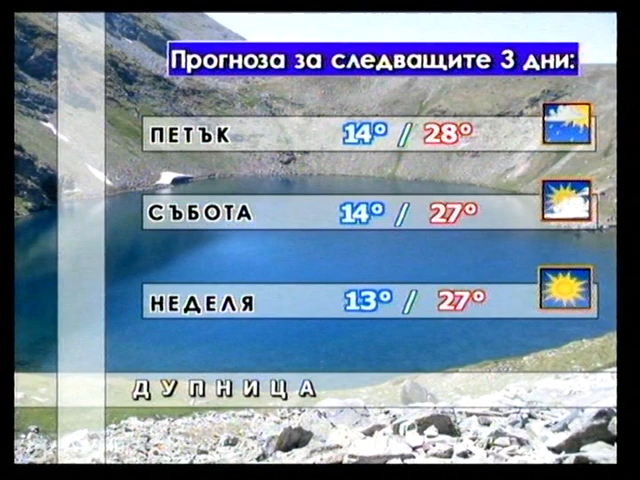 Прогноза за следващите 3 дни:
ПЕТЪК 14° / 28°
СЪБОТА 14° / 27°
НЕДЕЛЯ 13° / 27°
ДУПНИЦА